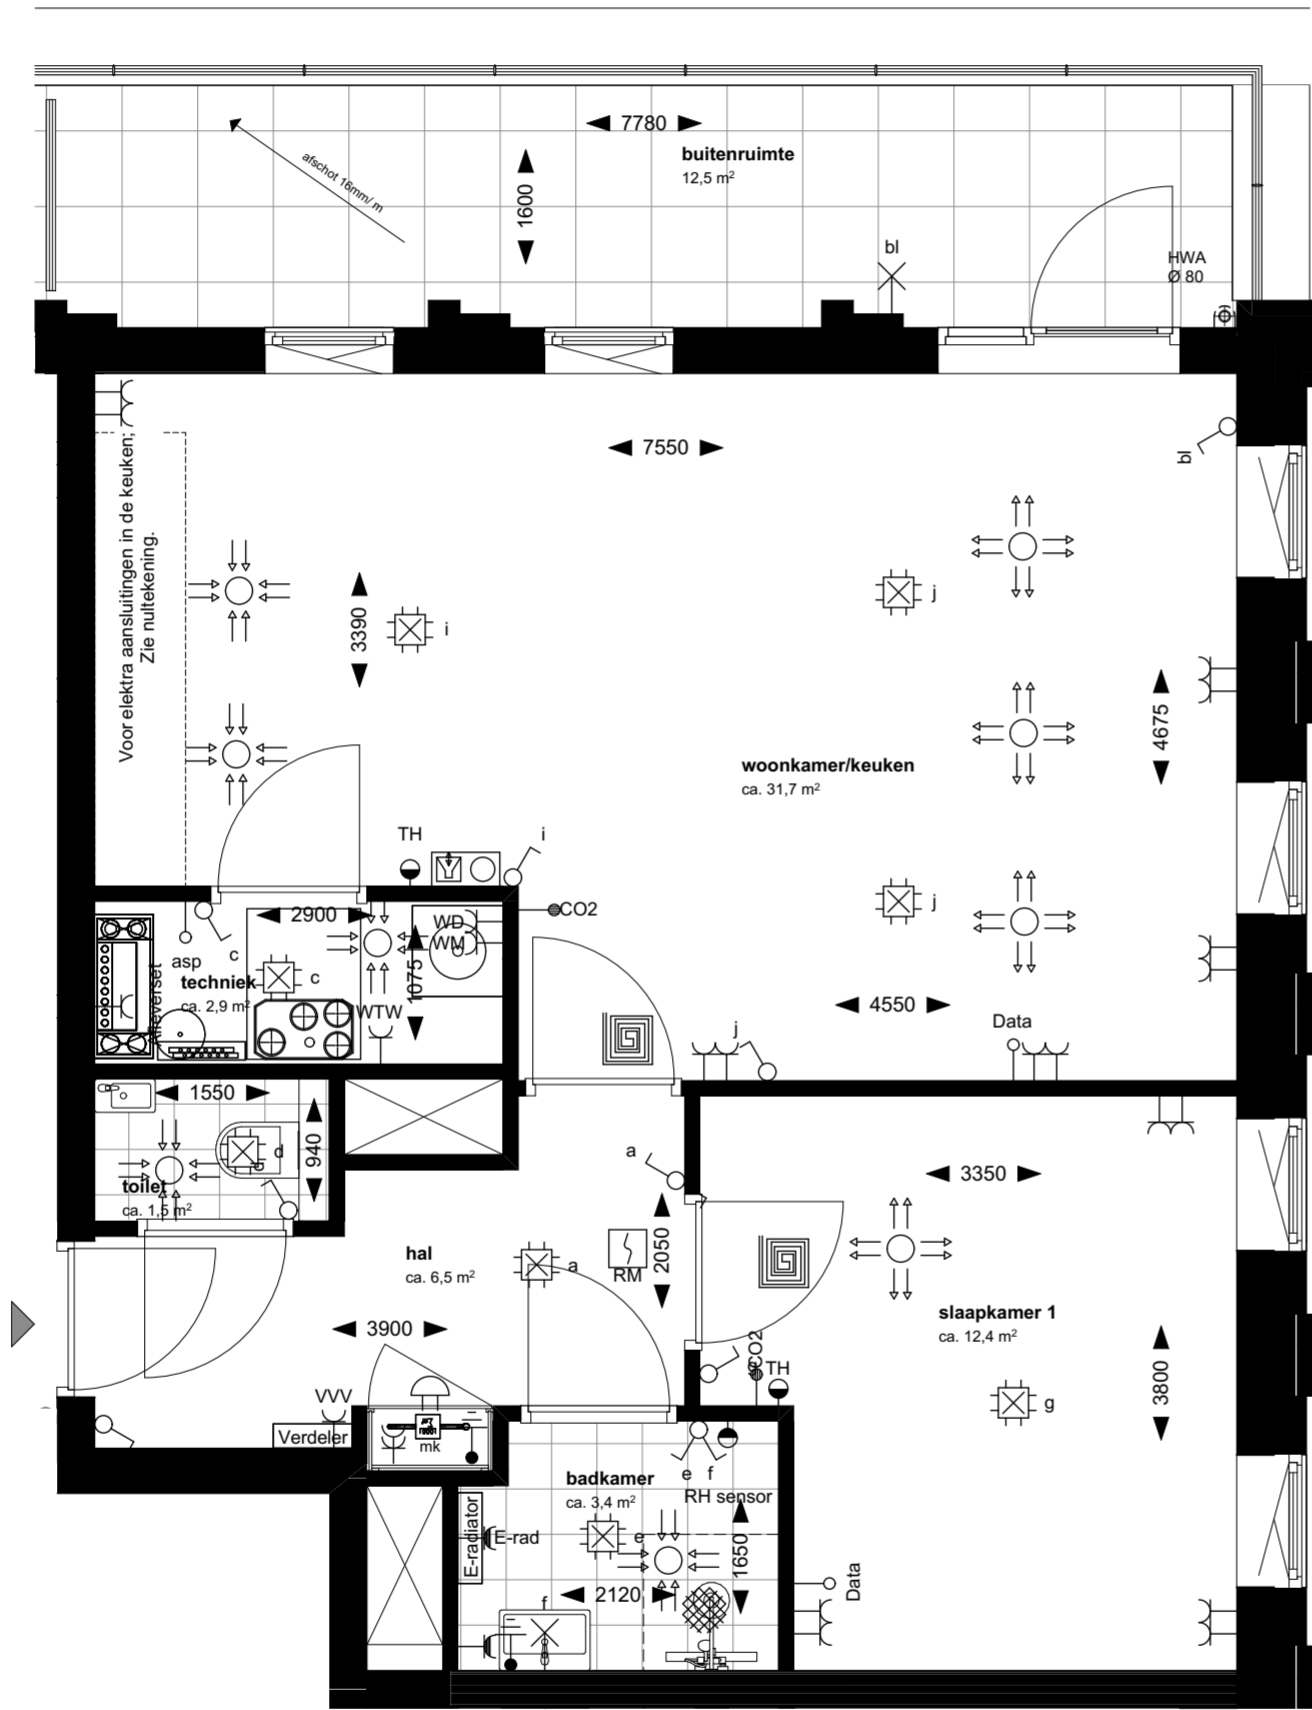 7780
buitenruimte
12,5 m²
afschot 16mm/ m
1600
bl
HWA
Ø 80
7550
bl
Voor elektra aansluitingen in de keuken;
Zie nultekening.
3390
i
j
4675
woonkamer/keuken
ca. 31,7 m²
TH
i
CO2
2900
WD
WM
c
asp
techniek
c
ca. 2,9 m²
1075
Afleverset
WTW
j
4550
j
Data
1550
940
d
d
toilet
ca. 1,5 m²
a
3350
hal
ca. 6,5 m²
a
RM
2050
slaapkamer 1
ca. 12,4 m²
3900
CO2
TH
3800
g
VVV
Verdeler
mk
badkamer
ca. 3,4 m²
e
f
RH sensor
E-radiator
E-rad
e
1650
2120
f
Data